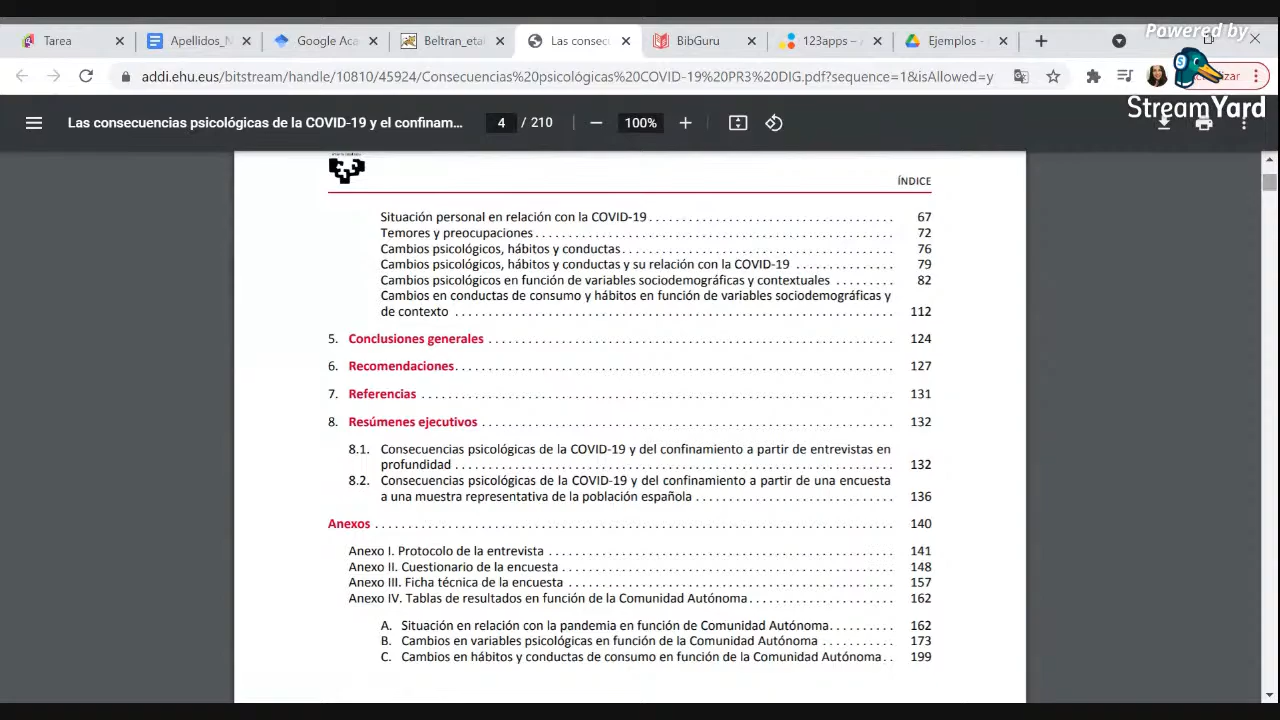 Powered by
Tarea
Apellidos_N
Google Aca
Beltran_etal
Las consec
BibGuru
123apps –
Ejemplos -
addi.ehu.eus/bitstream/handle/10810/45924/Consecuencias%20psicológicas%20COVID-19%20PR3%20DIG.pdf?sequence=1&isAllowed=y
izar
StreamYard
Las consecuencias psicológicas de la COVID-19 y el confinam...
4 / 210
100%
ÍNDICE
Situación personal en relación con la COVID-19 67
Temores y preocupaciones 72
Cambios psicológicos, hábitos y conductas 76
Cambios psicológicos, hábitos y conductas y su relación con la COVID-19 79
Cambios psicológicos en función de variables sociodemográficas y contextuales 82
Cambios en conductas de consumo y hábitos en función de variables sociodemográficas y
de contexto 112
5. Conclusiones generales 124
6. Recomendaciones 127
7. Referencias 131
8. Resúmenes ejecutivos 132
8.1. Consecuencias psicológicas de la COVID-19 y del confinamiento a partir de entrevistas en
profundidad 132
8.2. Consecuencias psicológicas de la COVID-19 y del confinamiento a partir de una encuesta
a una muestra representativa de la población española 136
Anexos 140
Anexo I. Protocolo de la entrevista 141
Anexo II. Cuestionario de la encuesta 148
Anexo III. Ficha técnica de la encuesta 157
Anexo IV. Tablas de resultados en función de la Comunidad Autónoma 162
A. Situación en relación con la pandemia en función de Comunidad Autónoma 162
B. Cambios en variables psicológicas en función de la Comunidad Autónoma 173
C. Cambios en hábitos y conductas de consumo en función de la Comunidad Autónoma 199